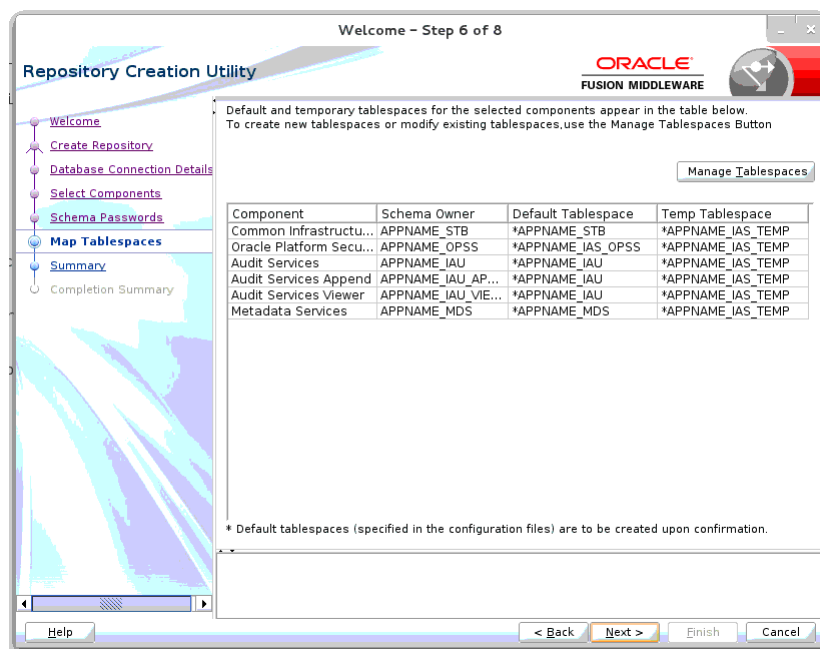 Welcome - Step 6 of 8
Repository Creation Utility
ORACLE
FUSION MIDDLEWARE
Welcome
Create Repository
Database Connection Details
Select Components
Schema Passwords
Map Tablespaces
Summary
Completion Summary
Default and temporary tablespaces for the selected components appear in the table below.
To create new tablespaces or modify existing tablespaces,use the Manage Tablespaces Button
Manage Tablespaces
Component Schema Owner Default Tablespace Temp Tablespace
Common Infrastructu... APPNAME_STB *APPNAME_STB *APPNAME_IAS_TEMP
Oracle Platform Secu... APPNAME_OPSS *APPNAME_IAS_OPSS *APPNAME_IAS_TEMP
Audit Services APPNAME_IAU *APPNAME_IAU *APPNAME_IAS_TEMP
Audit Services Append APPNAME_IAU_AP... *APPNAME_IAU *APPNAME_IAS_TEMP
Audit Services Viewer APPNAME_IAU_VIE... *APPNAME_IAU *APPNAME_IAS_TEMP
Metadata Services APPNAME_MDS *APPNAME_MDS *APPNAME_IAS_TEMP
* Default tablespaces (specified in the configuration files) are to be created upon confirmation.
Help
< Back
Next >
Finish
Cancel